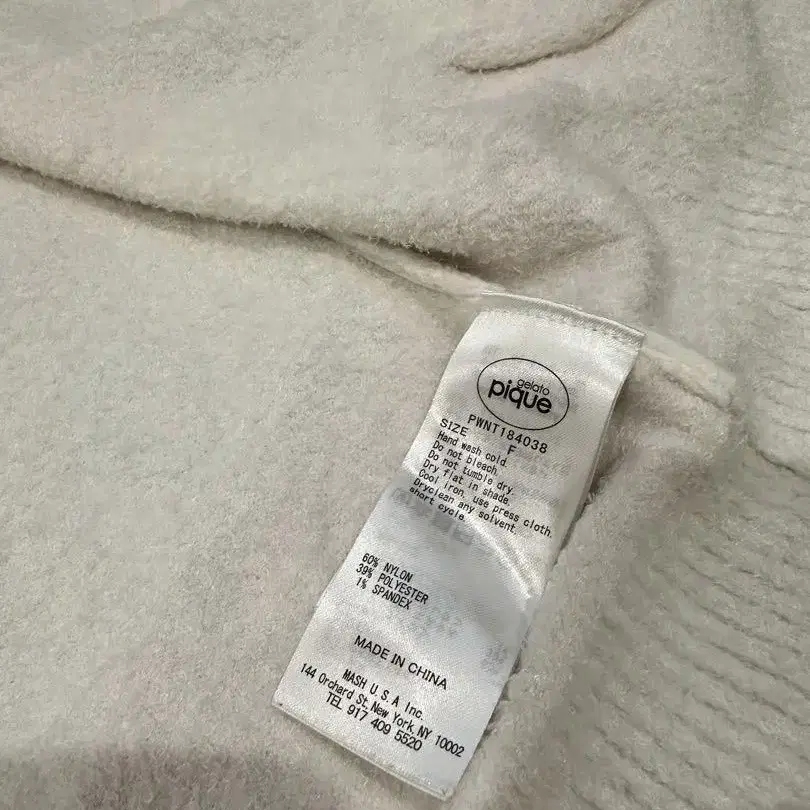 gelato
pique
PWNT184038
SIZE F
Hand wash cold
Do not bleach.
Do not tumble dry.
Dry flat in shade.
Cool iron, use press cloth.
Dryclean any solvent.
short cycle.
60% NYLON
39% POLYESTER
1% SPANDEX
MADE IN CHINA
MASH U.S.A Inc.
144 Orchard St, New York, NY 10002
TEL 917 409 5520